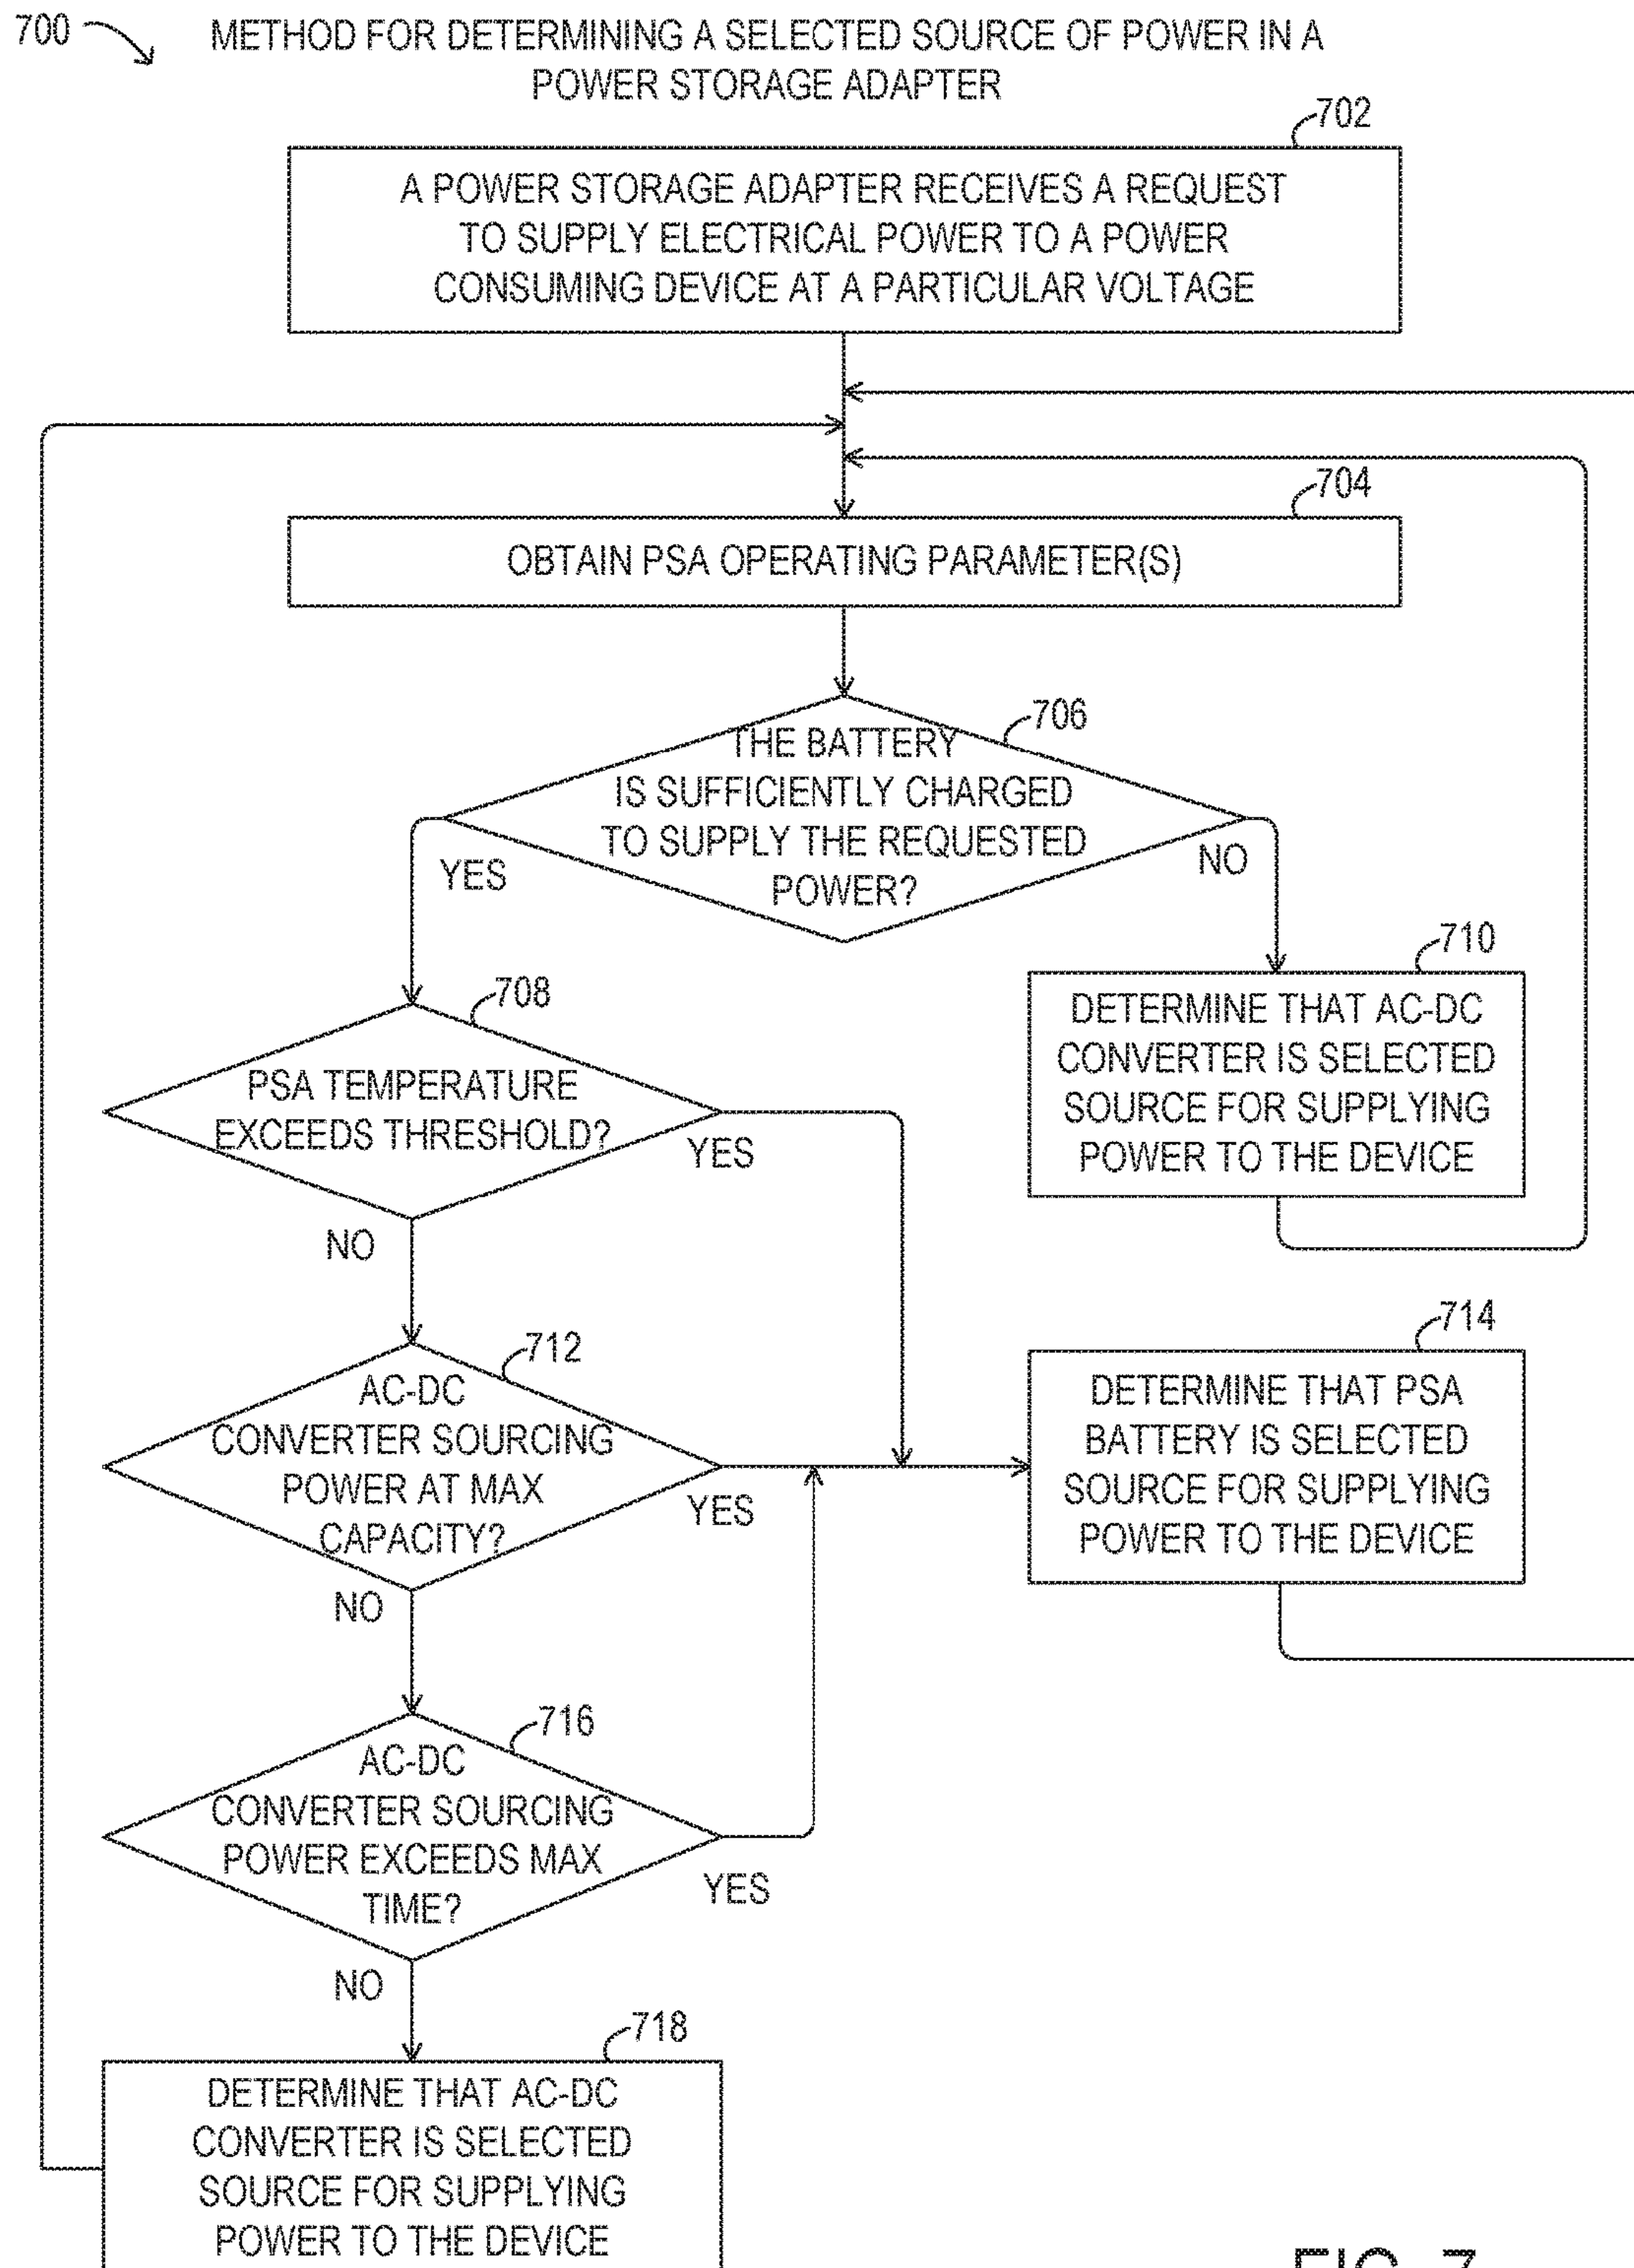 700
METHOD FOR DETERMINING A SELECTED SOURCE OF POWER IN A
POWER STORAGE ADAPTER
702
A POWER STORAGE ADAPTER RECEIVES A REQUEST
TO SUPPLY ELECTRICAL POWER TO A POWER
CONSUMING DEVICE AT A PARTICULAR VOLTAGE
704
OBTAIN PSA OPERATING PARAMETER(S)
706
THE BATTERY
IS SUFFICIENTLY CHARGED
TO SUPPLY THE REQUESTED
POWER?
YES
NO
708
PSA TEMPERATURE
EXCEEDS THRESHOLD?
YES
NO
710
DETERMINE THAT AC-DC
CONVERTER IS SELECTED
SOURCE FOR SUPPLYING
POWER TO THE DEVICE
712
AC-DC
CONVERTER SOURCING
POWER AT MAX
CAPACITY?
YES
NO
714
DETERMINE THAT PSA
BATTERY IS SELECTED
SOURCE FOR SUPPLYING
POWER TO THE DEVICE
716
AC-DC
CONVERTER SOURCING
POWER EXCEEDS MAX
TIME?
YES
NO
718
DETERMINE THAT AC-DC
CONVERTER IS SELECTED
SOURCE FOR SUPPLYING
POWER TO THE DEVICE
FIG. 7